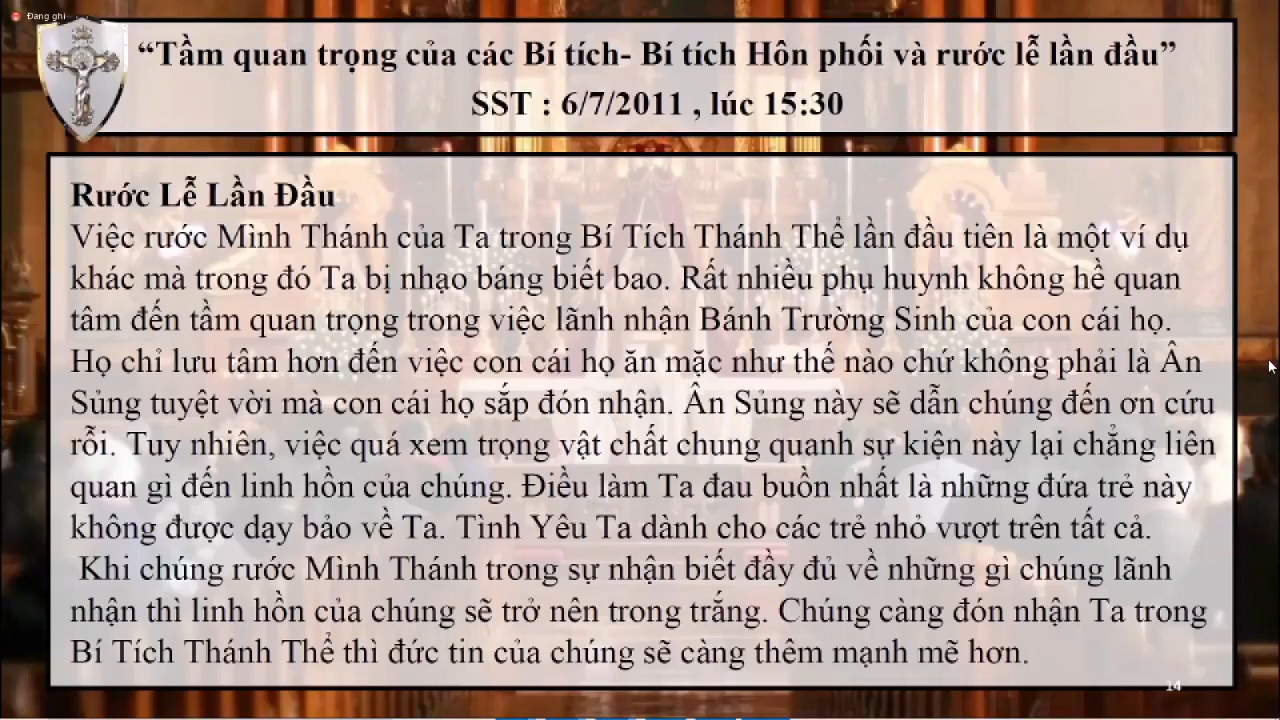 Đang ghi
“Tầm quan trọng của các Bí tích- Bí tích Hôn phối và rước lễ lần đầu”
SST : 6/7/2011 , lúc 15:30
Rước Lễ Lần Đầu
Việc rước Mình Thánh của Ta trong Bí Tích Thánh Thể lần đầu tiên là một ví dụ
khác mà trong đó Ta bị nhạo báng biết bao. Rất nhiều phụ huynh không hề quan
tâm đến tầm quan trọng trong việc lãnh nhận Bánh Trường Sinh của con cái họ.
Họ chỉ lưu tâm hơn đến việc con cái họ ăn mặc như thế nào chứ không phải là Ân
Sủng tuyệt vời mà con cái họ sắp đón nhận. Ân Sủng này sẽ dẫn chúng đến ơn cứu
rỗi. Tuy nhiên, việc quá xem trọng vật chất chung quanh sự kiện này lại chẳng liên
quan gì đến linh hồn của chúng. Điều làm Ta đau buồn nhất là những đứa trẻ này
không được dạy bảo về Ta. Tình Yêu Ta dành cho các trẻ nhỏ vượt trên tất cả.
Khi chúng rước Mình Thánh trong sự nhận biết đầy đủ về những gì chúng lãnh
nhận thì linh hồn của chúng sẽ trở nên trong trắng. Chúng càng đón nhận Ta trong
Bí Tích Thánh Thể thì đức tin của chúng sẽ càng thêm mạnh mẽ hơn.
14